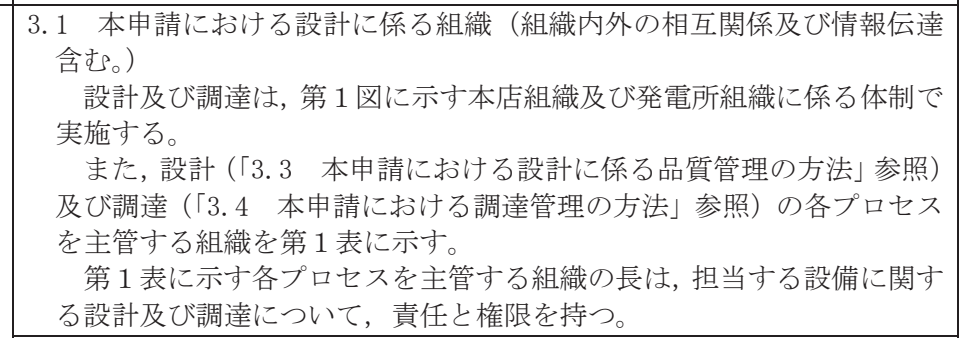 3.1　本申請における設計に係る組織（組織内外の相互関係及び情報伝達
含む。）
設計及び調達は，第１図に示す本店組織及び発電所組織に係る体制で
実施する。
また，設計（「3.3　本申請における設計に係る品質管理の方法」参照）
及び調達（「3.4　本申請における調達管理の方法」参照）の各プロセス
を主管する組織を第１表に示す。
第１表に示す各プロセスを主管する組織の長は，担当する設備に関す
る設計及び調達について，責任と権限を持つ。